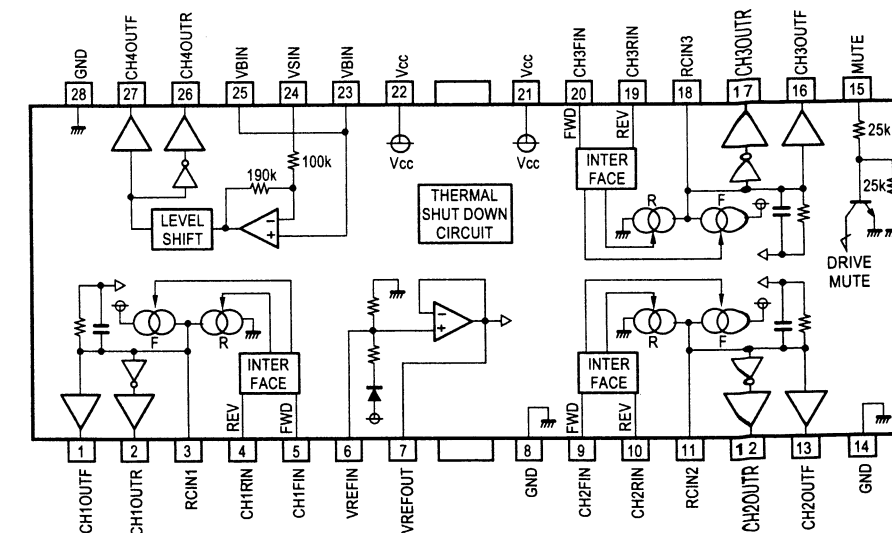 GND
CH4OUTF
CH4OUTR
VBIN
VSIN
VBIN
Vcc
Vcc
CH3FIN
CH3RIN
RCIN3
CH3OUTR
CH3OUTF
MUTE
28
27
26
25
24
23
22
21
20
19
18
17
16
15
FWD
REV
25k
Vcc
Vcc
100k
190k
INTER
FACE
25k
THERMAL
SHUT DOWN
CIRCUIT
LEVEL
SHIFT
R
F
DRIVE
MUTE
F
R
R
F
INTER
FACE
INTER
FACE
REV
FWD
FWD
REV
1
2
3
4
5
6
7
8
9
10
11
12
13
14
CH1OUTF
CH1OUTR
RCIN1
CH1RIN
CH1FIN
VREFIN
VREFOUT
GND
CH2FIN
CH2RIN
RCIN2
CH2OUTR
CH2OUTF
GND